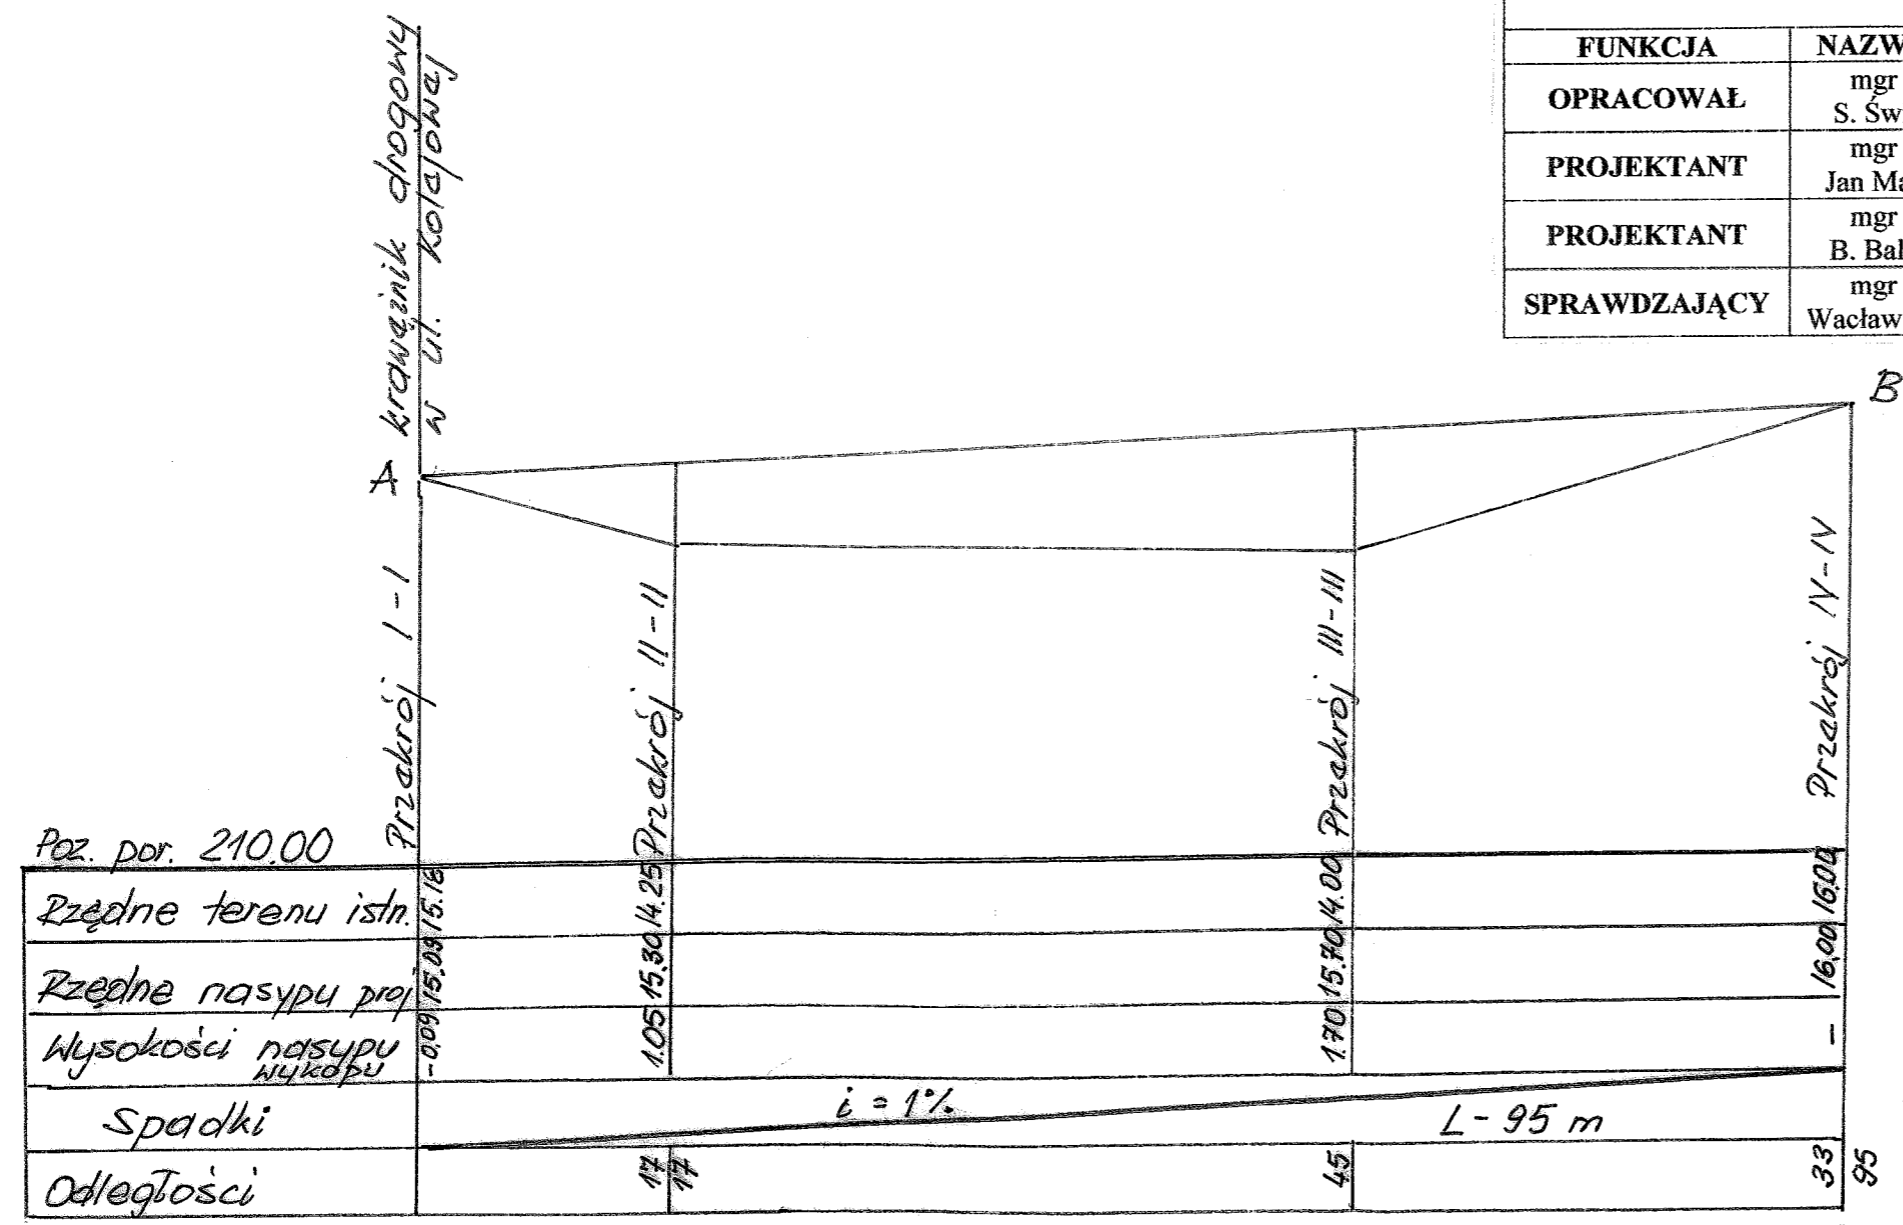 FUNKCJA NAZW
OPRACOWAŁ mgr
S. Św
PROJEKTANT mgr
Jan Ma
PROJEKTANT mgr
B. Bal
SPRAWDZAJĄCY mgr
Wacław
krawężnik drogowy
w ul. Kolejowej
A
B
Przekrój I-I
Przekrój II-II
Przekrój III-III
Przekrój IV-IV
Poz. por. 210.00
Rzędne terenu istn. 15.18 14.25 14.00 16.00
Rzędne nasypu proj 15.09 15.30 15.70 16.00
Wysokości nasypu -0,09 1.05 1.70 -
wykopu
Spadki i = 1% L - 95 m
Odległości 17 17 45 33 95